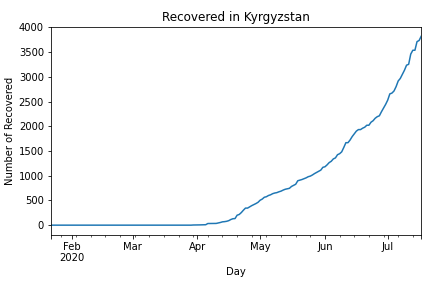 Recovered in Kyrgyzstan
4000
3500
3000
2500
2000
1500
1000
500
0
Number of Recovered
Feb Mar Apr May Jun Jul
2020
Day